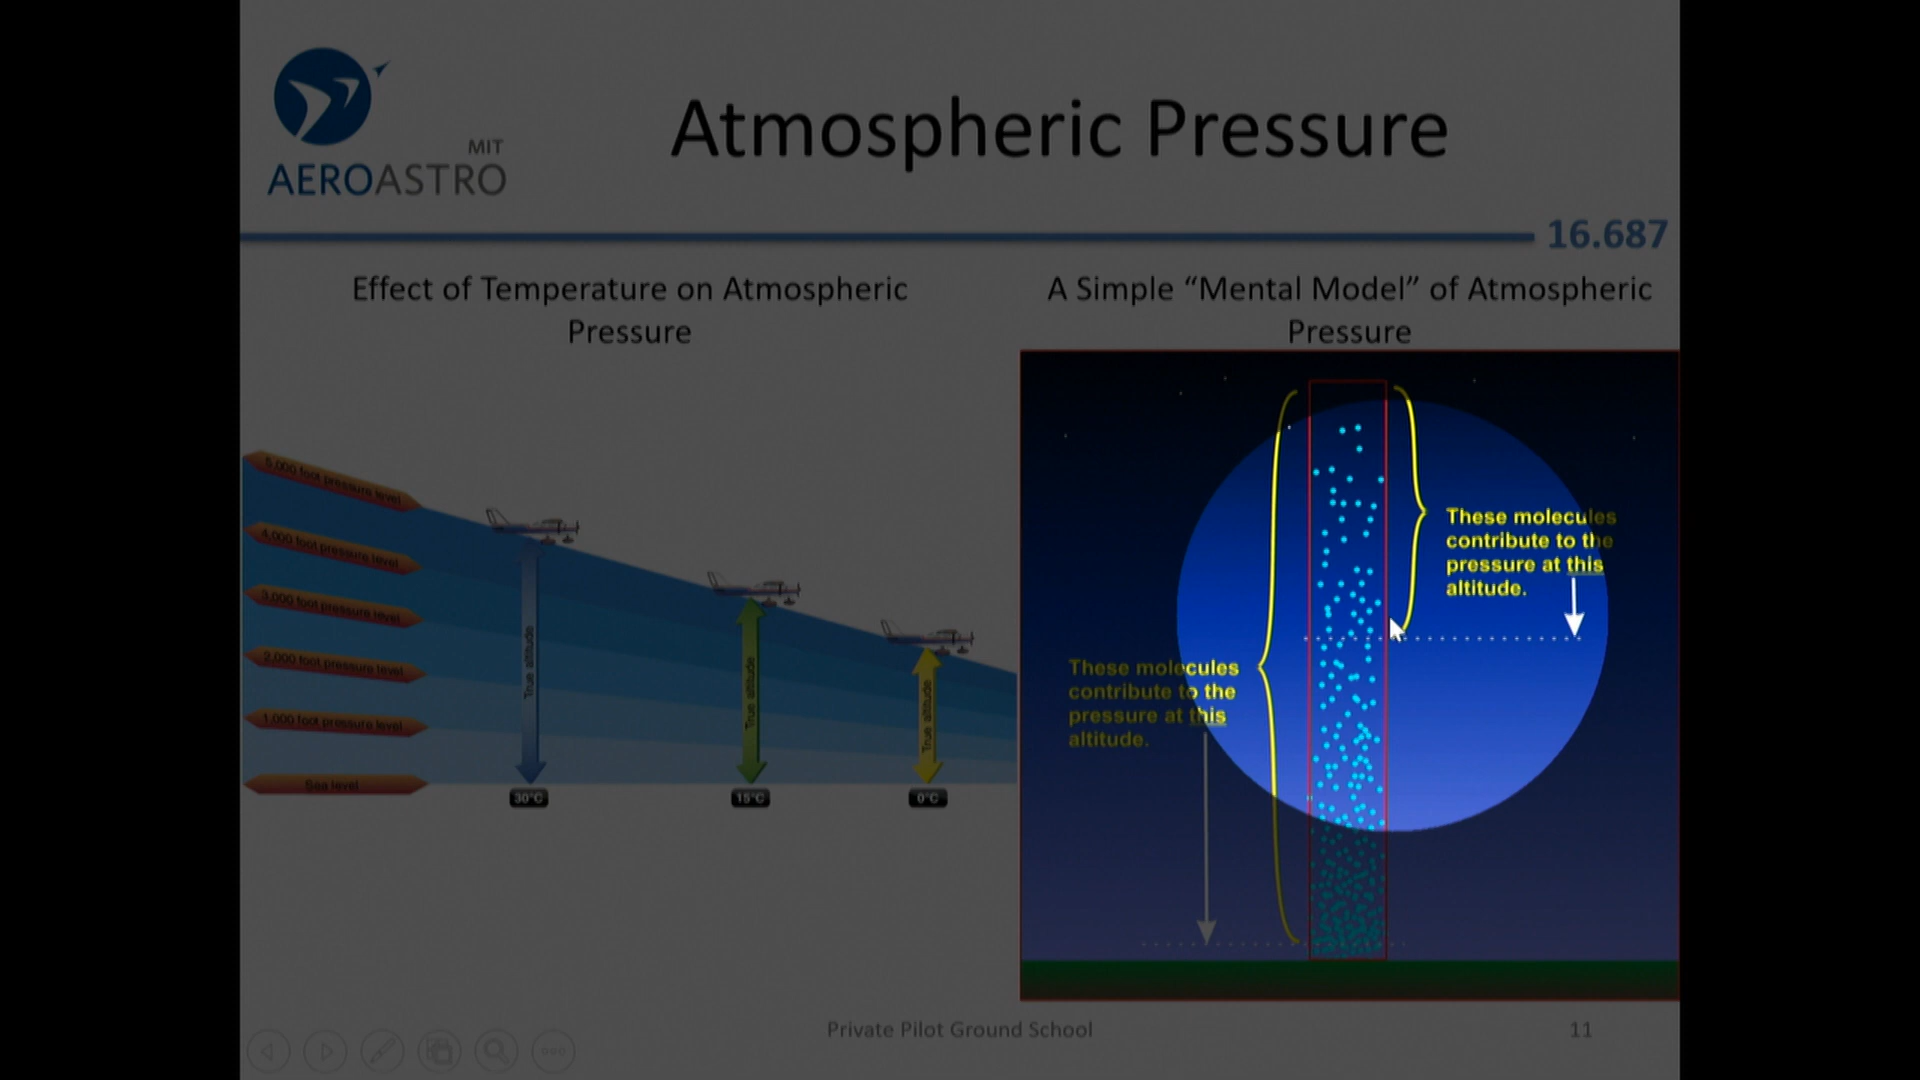 MIT
AEROASTRO
Atmospheric Pressure
16.687
Effect of Temperature on Atmospheric
Pressure
5,000 foot pressure level
4,000 foot pressure level
3,000 foot pressure level
2,000 foot pressure level
1,000 foot pressure level
Sea level
True altitude
True altitude
True altitude
30°C
15°C
0°C
A Simple “Mental Model” of Atmospheric
Pressure
These molecules
contribute to the
pressure at this
altitude.
These molecules
contribute to the
pressure at this
altitude.
Private Pilot Ground School
11